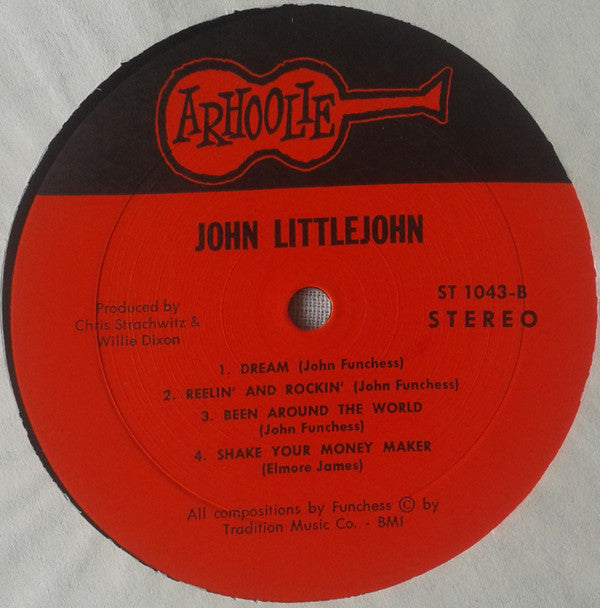 ARHOOLIE
JOHN LITTLEJOHN
Produced by
Chris Strachwitz &
Willie Dixon
ST 1043-B
STEREO
1. DREAM (John Funchess)
2. REELIN' AND ROCKIN' (John Funchess)
3. BEEN AROUND THE WORLD
(John Funchess)
4. SHAKE YOUR MONEY MAKER
(Elmore James)
All compositions by Funchess © by
Tradition Music Co. - BMI